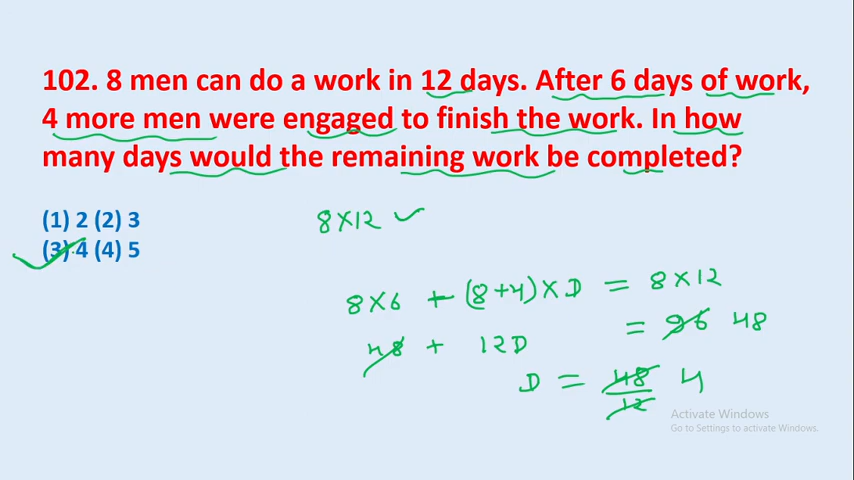 102. 8 men can do a work in 12 days. After 6 days of work,
4 more men were engaged to finish the work. In how
many days would the remaining work be completed?
(1) 2 (2) 3
(3) 4 (4) 5
8×12 ✓
8×6 + (8+4)×D = 8×12
48 + 12D = 96 48
D = 48/12 4
Activate Windows
Go to Settings to activate Windows.